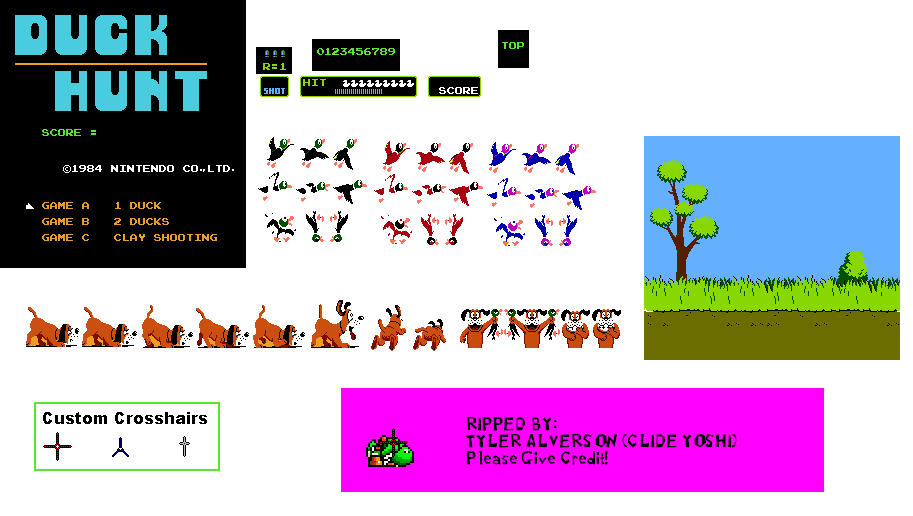 DUCK
HUNT
SCORE =
©1984 NINTENDO CO.,LTD.
GAME A 1 DUCK
GAME B 2 DUCKS
GAME C CLAY SHOOTING
R=1
0123456789
TOP
SHOT
HIT
SCORE
Custom Crosshairs
RIPPED BY:
TYLER ALVERSON (CLIDE YOSHI)
Please Give Credit!